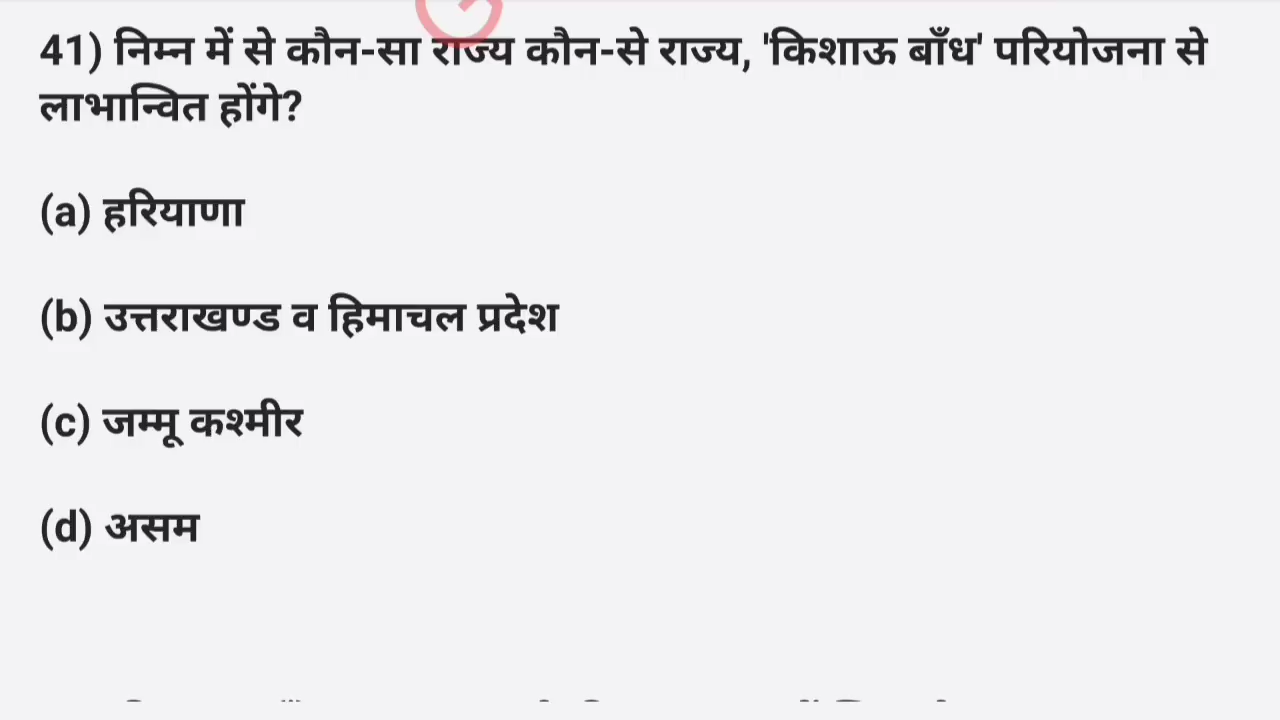 41) निम्न में से कौन-सा राज्य कौन-से राज्य, 'किशाऊ बाँध' परियोजना से
लाभान्वित होंगे?
(a) हरियाणा
(b) उत्तराखण्ड व हिमाचल प्रदेश
(c) जम्मू कश्मीर
(d) असम